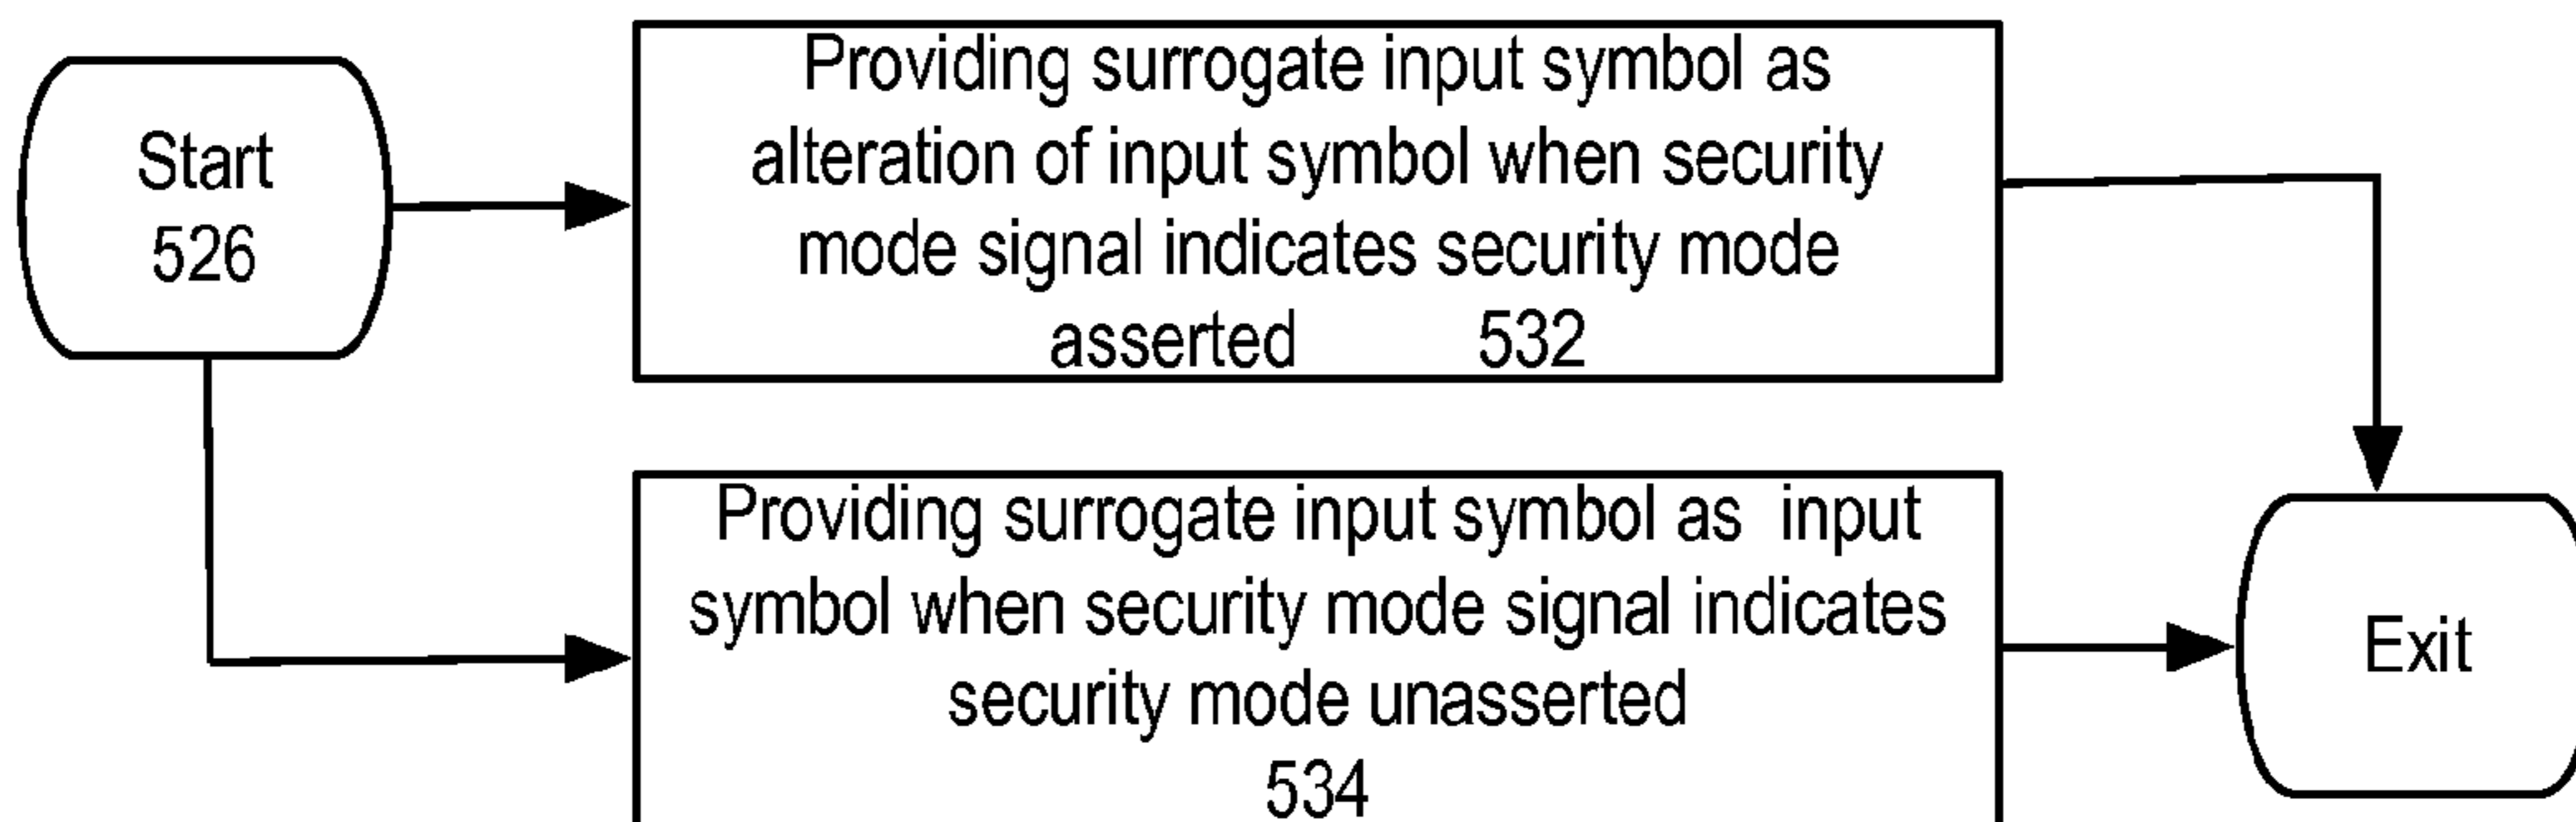 Start
526
Providing surrogate input symbol as
alteration of input symbol when security
mode signal indicates security mode
asserted 532
Providing surrogate input symbol as input
symbol when security mode signal indicates
security mode unasserted
534
Exit